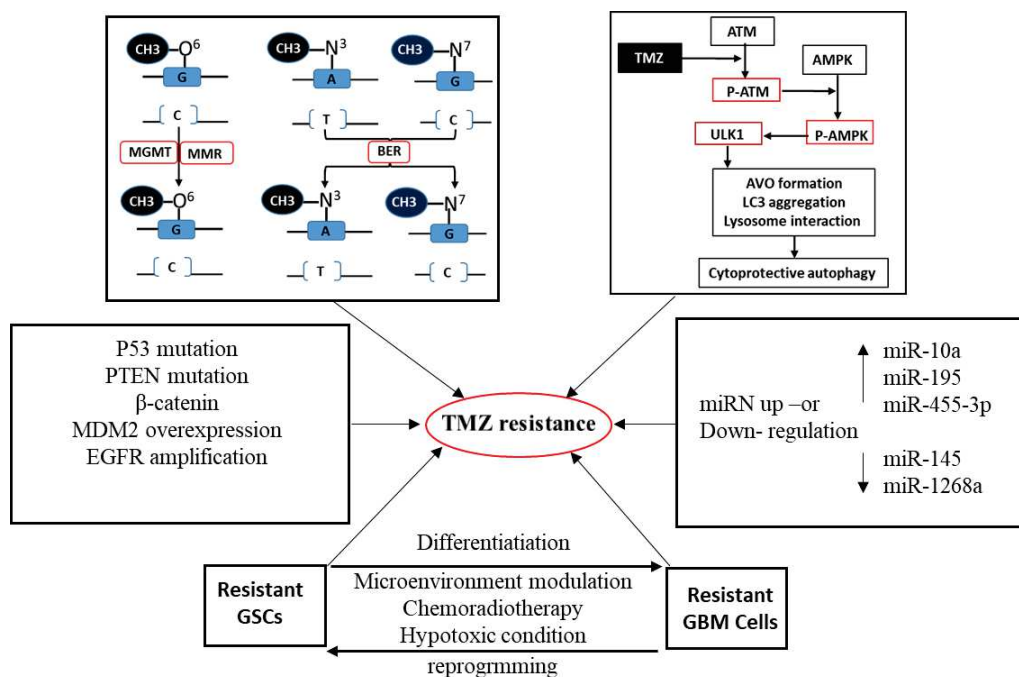 CH3 O6
G
C
MGMT MMR
CH3 O6
G
C
CH3 N3
A
T
CH3 N7
G
C
BER
CH3 N3
A
T
CH3 N7
G
C
ATM
TMZ
AMPK
P-ATM
ULK1
P-AMPK
AVO formation
LC3 aggregation
Lysosome interaction
Cytoprotective autophagy
P53 mutation
PTEN mutation
β-catenin
MDM2 overexpression
EGFR amplification
TMZ resistance
miRN up –or
Down- regulation
miR-10a
miR-195
miR-455-3p
miR-145
miR-1268a
Resistant
GSCs
Differentiatiation
Microenvironment modulation
Chemoradiotherapy
Hypotoxic condition
reprogrmming
Resistant
GBM Cells